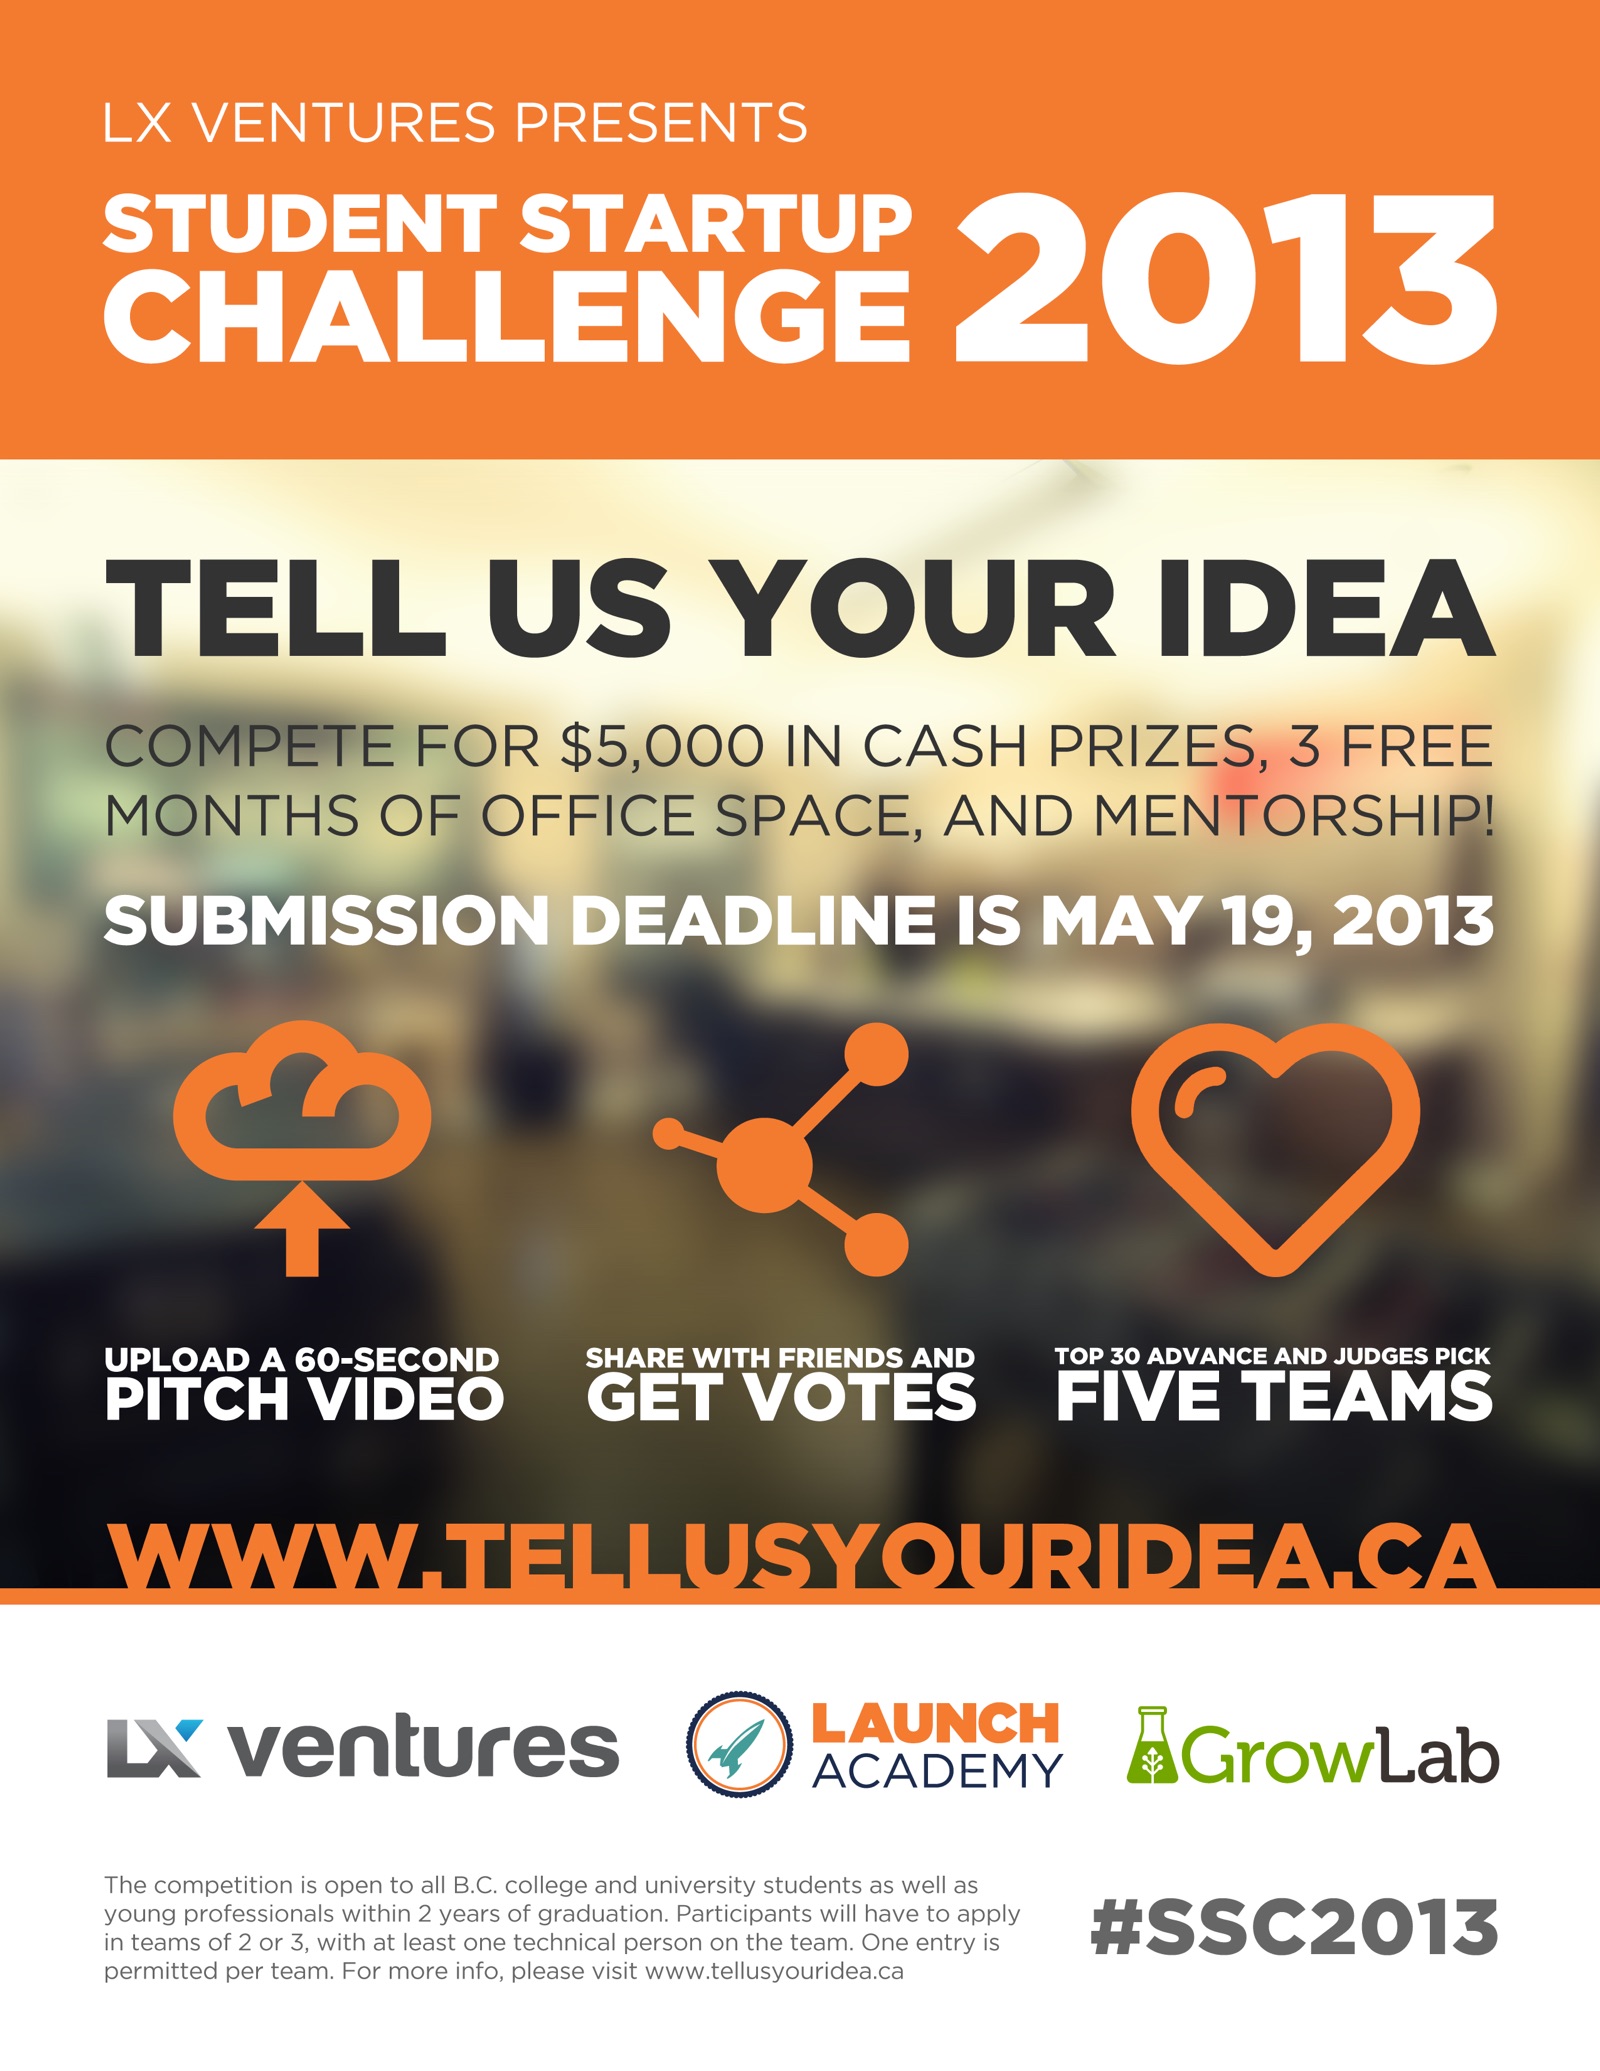 LX VENTURES PRESENTS
STUDENT STARTUP
CHALLENGE
2013
TELL US YOUR IDEA
COMPETE FOR $5,000 IN CASH PRIZES, 3 FREE
MONTHS OF OFFICE SPACE, AND MENTORSHIP!
SUBMISSION DEADLINE IS MAY 19, 2013
UPLOAD A 60-SECOND
PITCH VIDEO
SHARE WITH FRIENDS AND
GET VOTES
TOP 30 ADVANCE AND JUDGES PICK
FIVE TEAMS
WWW.TELLUSYOURIDEA.CA
LX ventures
LAUNCH
ACADEMY
GrowLab
The competition is open to all B.C. college and university students as well as
young professionals within 2 years of graduation. Participants will have to apply
in teams of 2 or 3, with at least one technical person on the team. One entry is
permitted per team. For more info, please visit www.tellusyouridea.ca
#SSC2013